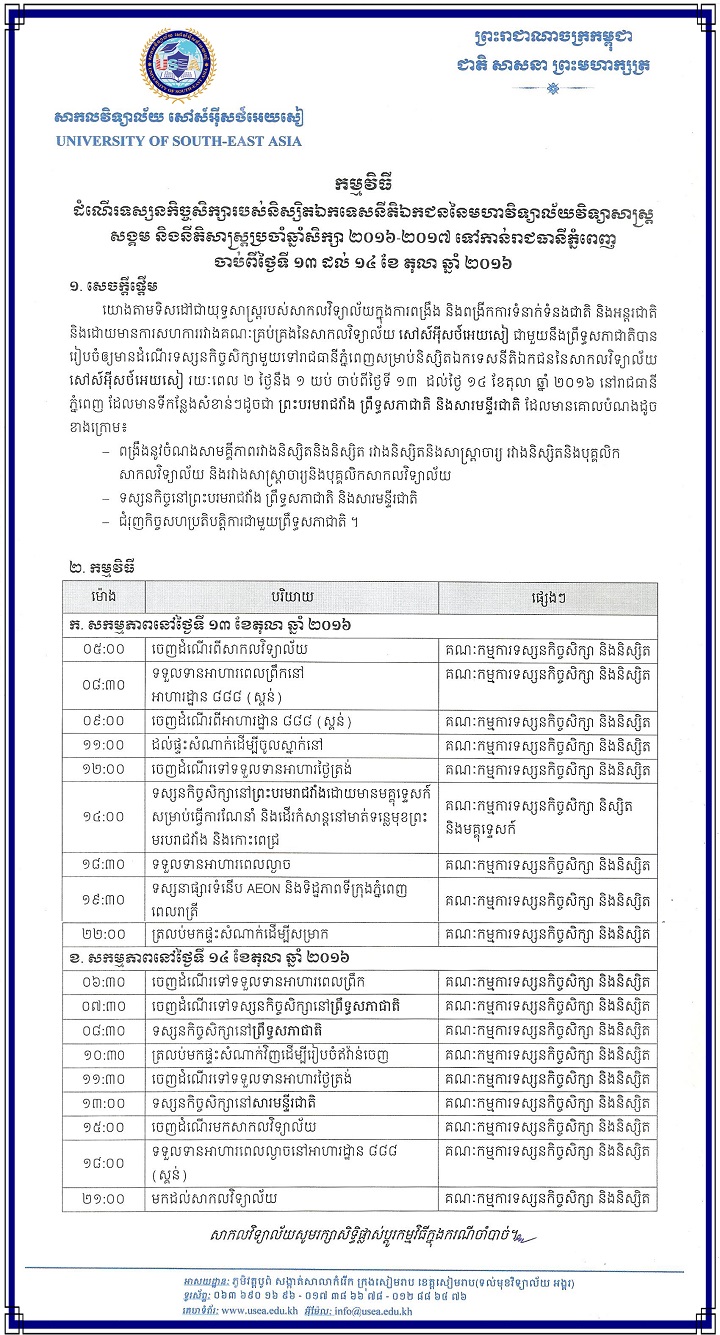 ព្រះរាជាណាចក្រកម្ពុជា
ជាតិ សាសនា ព្រះមហាក្សត្រ
សាកលវិទ្យាល័យ សៅស៍អ៊ីសថ៍អេយសៀ
UNIVERSITY OF SOUTH-EAST ASIA
កម្មវិធី
ដំណើរទស្សនកិច្ចសិក្សារបស់និស្សិតឯកទេសនីតិឯកជននៃមហាវិទ្យាល័យវិទ្យាសាស្ត្រ
សង្គម និងនីតិសាស្ត្រប្រចាំឆ្នាំសិក្សា ២០១៦-២០១៧ ទៅកាន់រាជធានីភ្នំពេញ
ចាប់ពីថ្ងៃទី ១៣ ដល់ ១៤ ខែ តុលា ឆ្នាំ ២០១៦
១. សេចក្តីផ្តើម
យោងតាមទិសដៅជាយុទ្ធសាស្ត្ររបស់សាកលវិទ្យាល័យក្នុងការពង្រឹង និងពង្រីកការទំនាក់ទំនងជាតិ និងអន្តរជាតិ
និងដោយមានការសហការរវាងគណៈគ្រប់គ្រងនៃសាកលវិទ្យាល័យ សៅស៍អ៊ីសថ៍អេយសៀ ជាមួយនឹងព្រឹទ្ធសភាជាតិបាន
រៀបចំឲ្យមានដំណើរទស្សនកិច្ចសិក្សាមួយទៅរាជធានីភ្នំពេញសម្រាប់និស្សិតឯកទេសនីតិឯកជននៃសាកលវិទ្យាល័យ
សៅស៍អ៊ីសថ៍អេយសៀ រយៈពេល ២ ថ្ងៃនឹង ១ យប់ ចាប់ពីថ្ងៃទី ១៣ ដល់ថ្ងៃ ១៤ ខែតុលា ឆ្នាំ ២០១៦ នៅរាជធានី
ភ្នំពេញ ដែលមានទីកន្លែងសំខាន់ៗដូចជា ព្រះបរមរាជវាំង ព្រឹទ្ធសភាជាតិ និងសារមន្ទីរជាតិ ដែលមានគោលបំណងដូច
ខាងក្រោម៖
– ពង្រឹងនូវចំណងសាមគ្គីភាពរវាងនិស្សិតនិងនិស្សិត រវាងនិស្សិតនិងសាស្ត្រាចារ្យ រវាងនិស្សិតនិងបុគ្គលិក
សាកលវិទ្យាល័យ និងរវាងសាស្ត្រាចារ្យនិងបុគ្គលិកសាកលវិទ្យាល័យ
– ទស្សនកិច្ចនៅព្រះបរមរាជវាំង ព្រឹទ្ធសភាជាតិ និងសារមន្ទីរជាតិ
– ជំរុញកិច្ចសហប្រតិបត្តិការជាមួយព្រឹទ្ធសភាជាតិ ។
២. កម្មវិធី
ម៉ោង បរិយាយ ផ្សេងៗ
ក. សកម្មភាពនៅថ្ងៃទី ១៣ ខែតុលា ឆ្នាំ ២០១៦
០៥:០០ ចេញដំណើរពីសាកលវិទ្យាល័យ គណៈកម្មការទស្សនកិច្ចសិក្សា និងនិស្សិត
០៨:៣០ ទទួលទានអាហារពេលព្រឹកនៅ គណៈកម្មការទស្សនកិច្ចសិក្សា និងនិស្សិត
អាហារដ្ឋាន ៨៨៨ (ស្គន់)
០៩:០០ ចេញដំណើរពីអាហារដ្ឋាន ៨៨៨ (ស្គន់) គណៈកម្មការទស្សនកិច្ចសិក្សា និងនិស្សិត
១១:០០ ដល់ផ្ទះសំណាក់ដើម្បីចូលស្នាក់នៅ គណៈកម្មការទស្សនកិច្ចសិក្សា និងនិស្សិត
១២:០០ ចេញដំណើរទៅទទួលទានអាហារថ្ងៃត្រង់ គណៈកម្មការទស្សនកិច្ចសិក្សា និងនិស្សិត
១៤:០០ ទស្សនកិច្ចសិក្សានៅព្រះបរមរាជវាំងដោយមានមគ្គុទ្ទេសក៍
សម្រាប់ធ្វើការណែនាំ និងដើរកំសាន្តនៅមាត់ទន្លេមុខព្រះ
មរបរាជវាំង និងកោះពេជ្រ
គណៈកម្មការទស្សនកិច្ចសិក្សា និស្សិត
និងមគ្គុទ្ទេសក៍
១៨:៣០ ទទួលទានអាហារពេលល្ងាច គណៈកម្មការទស្សនកិច្ចសិក្សា និងនិស្សិត
១៩:៣០ ទស្សនាផ្សារទំនើប AEON និងទិដ្ឋភាពទីក្រុងភ្នំពេញ
ពេលរាត្រី
គណៈកម្មការទស្សនកិច្ចសិក្សា និងនិស្សិត
២២:០០ ត្រលប់មកផ្ទះសំណាក់ដើម្បីសម្រាក គណៈកម្មការទស្សនកិច្ចសិក្សា និងនិស្សិត
ខ. សកម្មភាពនៅថ្ងៃទី ១៤ ខែតុលា ឆ្នាំ ២០១៦
០៦:៣០ ចេញដំណើរទៅទទួលទានអាហារពេលព្រឹក គណៈកម្មការទស្សនកិច្ចសិក្សា និងនិស្សិត
០៧:៣០ ចេញដំណើរទៅទស្សនកិច្ចសិក្សានៅព្រឹទ្ធសភាជាតិ គណៈកម្មការទស្សនកិច្ចសិក្សា និងនិស្សិត
០៨:៣០ ទស្សនកិច្ចសិក្សានៅព្រឹទ្ធសភាជាតិ គណៈកម្មការទស្សនកិច្ចសិក្សា និងនិស្សិត
១០:៣០ ត្រលប់មកផ្ទះសំណាក់វិញដើម្បីរៀបចំឥវ៉ាន់ចេញ គណៈកម្មការទស្សនកិច្ចសិក្សា និងនិស្សិត
១១:៣០ ចេញដំណើរទៅទទួលទានអាហារថ្ងៃត្រង់ គណៈកម្មការទស្សនកិច្ចសិក្សា និងនិស្សិត
១៣:០០ ទស្សនកិច្ចសិក្សានៅសារមន្ទីរជាតិ គណៈកម្មការទស្សនកិច្ចសិក្សា និងនិស្សិត
១៥:០០ ចេញដំណើរមកសាកលវិទ្យាល័យ គណៈកម្មការទស្សនកិច្ចសិក្សា និងនិស្សិត
១៨:០០ ទទួលទានអាហារពេលល្ងាចនៅអាហារដ្ឋាន ៨៨៨ គណៈកម្មការទស្សនកិច្ចសិក្សា និងនិស្សិត
(ស្គន់)
២១:០០ មកដល់សាកលវិទ្យាល័យ គណៈកម្មការទស្សនកិច្ចសិក្សា និងនិស្សិត
សាកលវិទ្យាល័យសូមរក្សាសិទ្ធិផ្លាស់ប្តូរកម្មវិធីក្នុងករណីចាំបាច់។
អាសយដ្ឋាន: ភូមិវត្តបូព៌ សង្កាត់សាលាកំរើក ក្រុងសៀមរាប ខេត្តសៀមរាប(ទល់មុខវិទ្យាល័យ អង្គរ)
ទូរស័ព្ទ: ០៦៣ ៦៩០ ១៦ ៩៦ - ០១៧ ៣៨ ៦៦ ៧៨ - ០១២ ៨៨ ៦៤ ៧៦
គេហទំព័រ: www.usea.edu.kh អ៊ីម៉ែល: info@usea.edu.kh